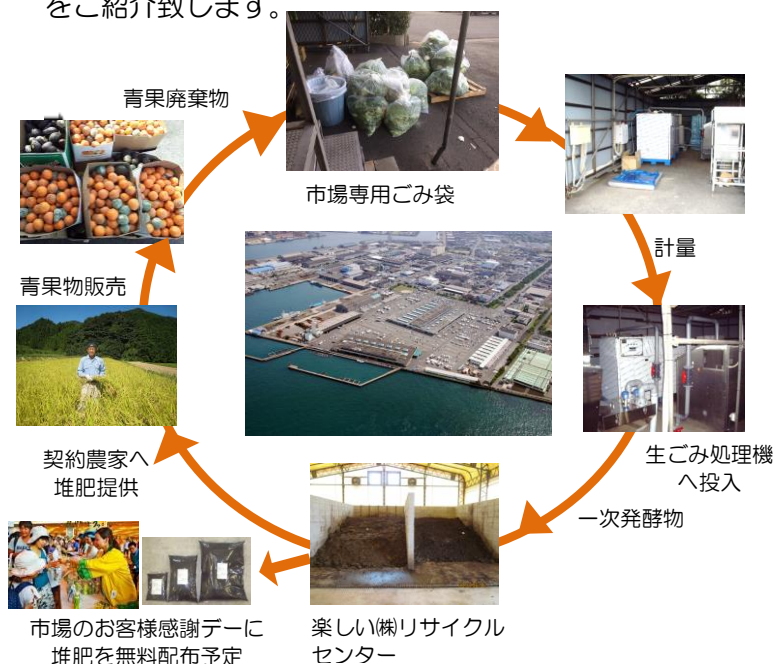 をご紹介致します。
青果廃棄物
市場専用ごみ袋
計量
青果物販売
生ごみ処理機
へ投入
契約農家へ
堆肥提供
一次発酵物
市場のお客様感謝デーに
堆肥を無料配布予定
楽しい㈱リサイクル
センター